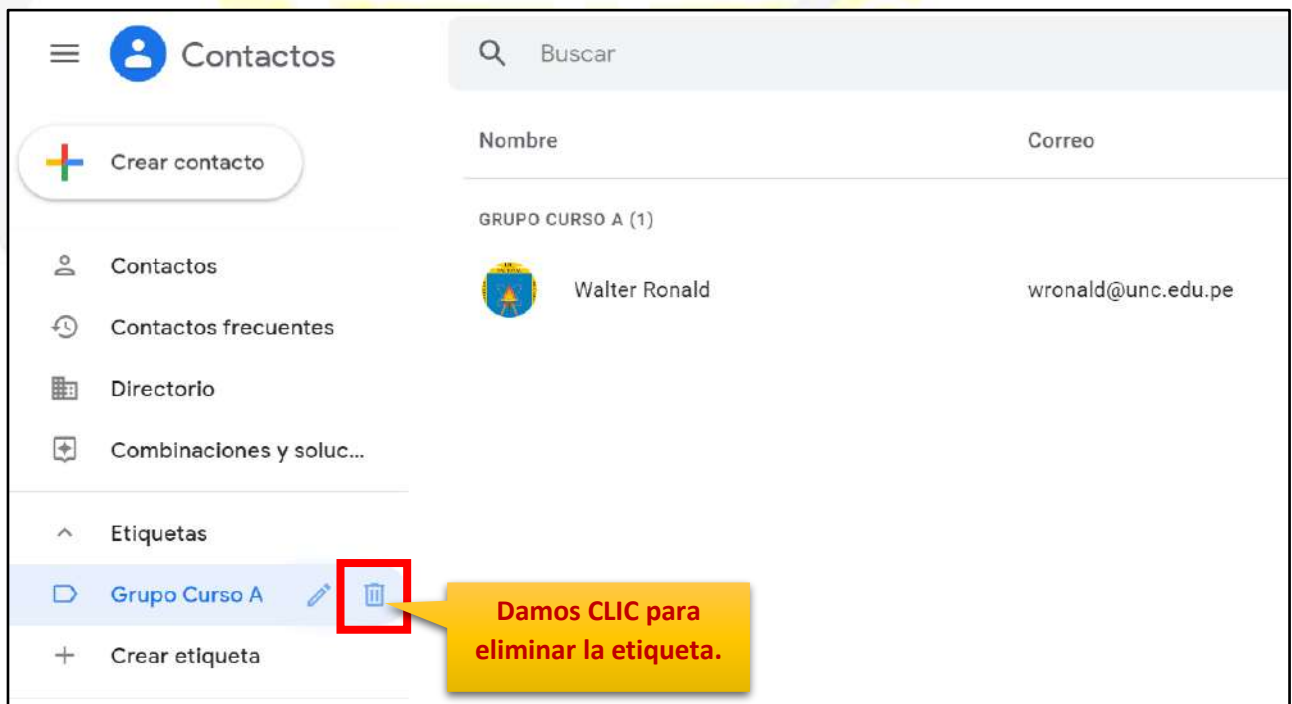 Contactos
Buscar
Crear contacto
Nombre
Correo
GRUPO CURSO A (1)
Walter Ronald
wronald@unc.edu.pe
Contactos
Contactos frecuentes
Directorio
Combinaciones y soluc...
Etiquetas
Grupo Curso A
Crear etiqueta
Damos CLIC para
eliminar la etiqueta.